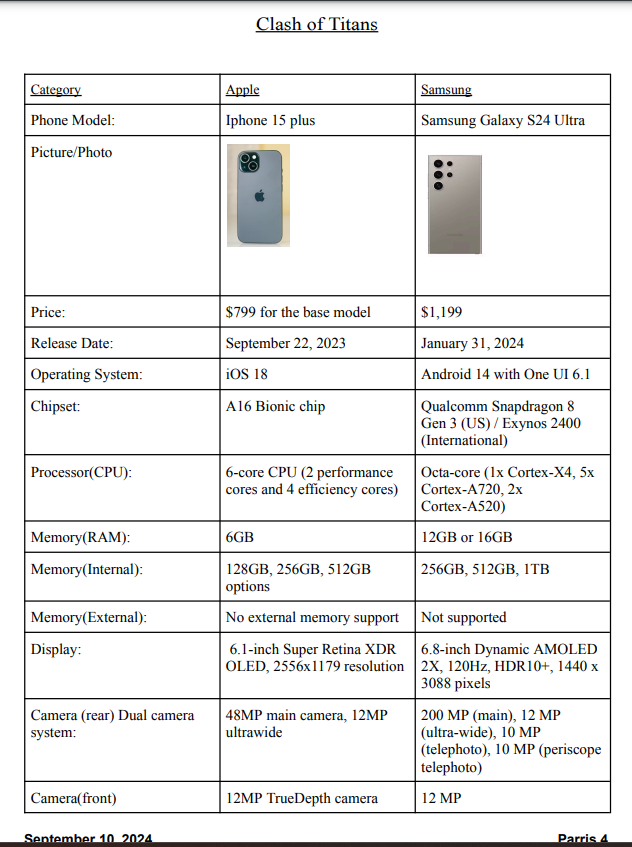 Clash of Titans
Category Apple Samsung
Phone Model: Iphone 15 plus Samsung Galaxy S24 Ultra
Picture/Photo
Price: $799 for the base model $1,199
Release Date: September 22, 2023 January 31, 2024
Operating System: iOS 18 Android 14 with One UI 6.1
Chipset: A16 Bionic chip Qualcomm Snapdragon 8
Gen 3 (US) / Exynos 2400
(International)
Processor(CPU): 6-core CPU (2 performance Octa-core (1x Cortex-X4, 5x
cores and 4 efficiency cores) Cortex-A720, 2x
Cortex-A520)
Memory(RAM): 6GB 12GB or 16GB
Memory(Internal): 128GB, 256GB, 512GB 256GB, 512GB, 1TB
options
Memory(External): No external memory support Not supported
Display: 6.1-inch Super Retina XDR 6.8-inch Dynamic AMOLED
OLED, 2556x1179 resolution 2X, 120Hz, HDR10+, 1440 x
3088 pixels
Camera (rear) Dual camera 48MP main camera, 12MP 200 MP (main), 12 MP
system: ultrawide (ultra-wide), 10 MP
(telephoto), 10 MP (periscope
telephoto)
Camera(front) 12MP TrueDepth camera 12 MP
September 10, 2024 Parris 4